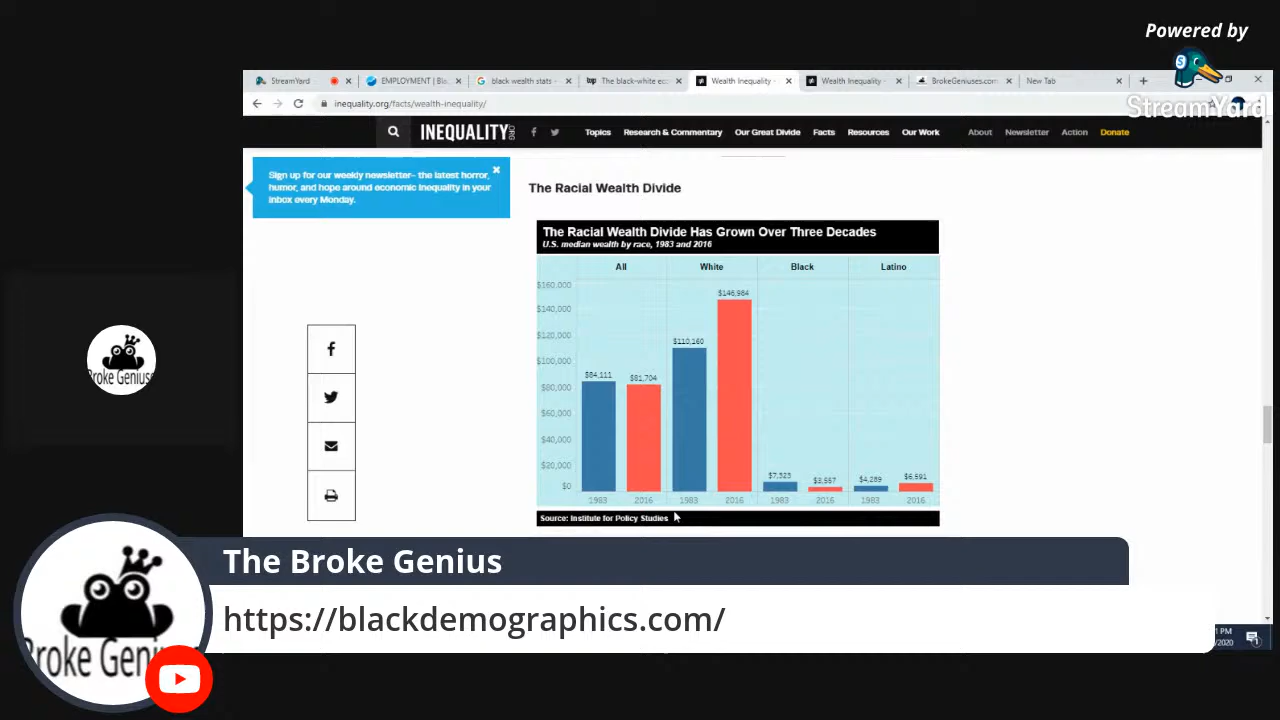 Powered by
StreamYard
StreamYard
EMPLOYMENT | Bla
black wealth stats -
The black-white ec
Wealth Inequality -
Wealth Inequality -
BrokeGeniuses.com
New Tab
inequality.org/facts/wealth-inequality/
INEQUALITY.ORG
Topics
Research & Commentary
Our Great Divide
Facts
Resources
Our Work
About
Newsletter
Action
Donate
Sign up for our weekly newsletter– the latest horror,
humor, and hope around economic inequality in your
inbox every Monday.
The Racial Wealth Divide
The Racial Wealth Divide Has Grown Over Three Decades
U.S. median wealth by race, 1983 and 2016
All
White
Black
Latino
$160,000
$140,000
$120,000
$100,000
$80,000
$60,000
$40,000
$20,000
$0
$84,111
$81,704
$110,160
$146,984
$7,323
$4,289
$6,591
1983
2016
1983
2016
1983
2016
1983
2016
Source: Institute for Policy Studies
Broke Geniuse
The Broke Genius
https://blackdemographics.com/
Broke Geniu
PM
/2020